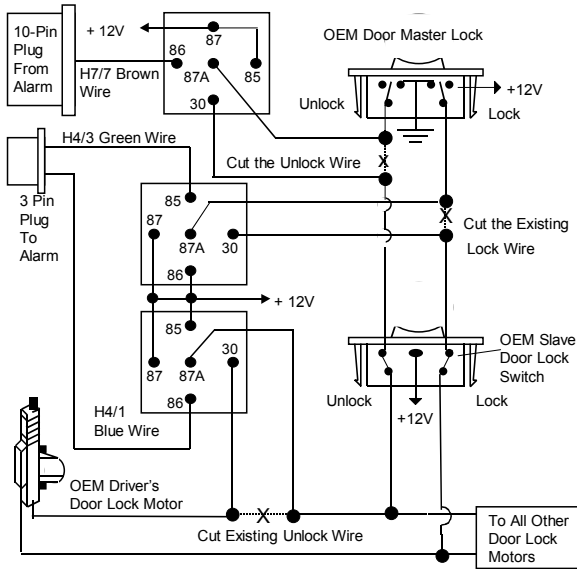 10-Pin
Plug
From
Alarm
+ 12V
87
86
87A
85
30
H7/7 Brown
Wire
OEM Door Master Lock
+12V
Unlock
Lock
H4/3 Green Wire
Cut the Unlock Wire
X
3 Pin
Plug
To
Alarm
85
87
87A
30
86
X
Cut the Existing
Lock Wire
+ 12V
85
30
87
87A
86
H4/1
Blue Wire
OEM Slave
Door Lock
Switch
Unlock
Lock
+12V
OEM Driver's
Door Lock Motor
X
Cut Existing Unlock Wire
To All Other
Door Lock
Motors